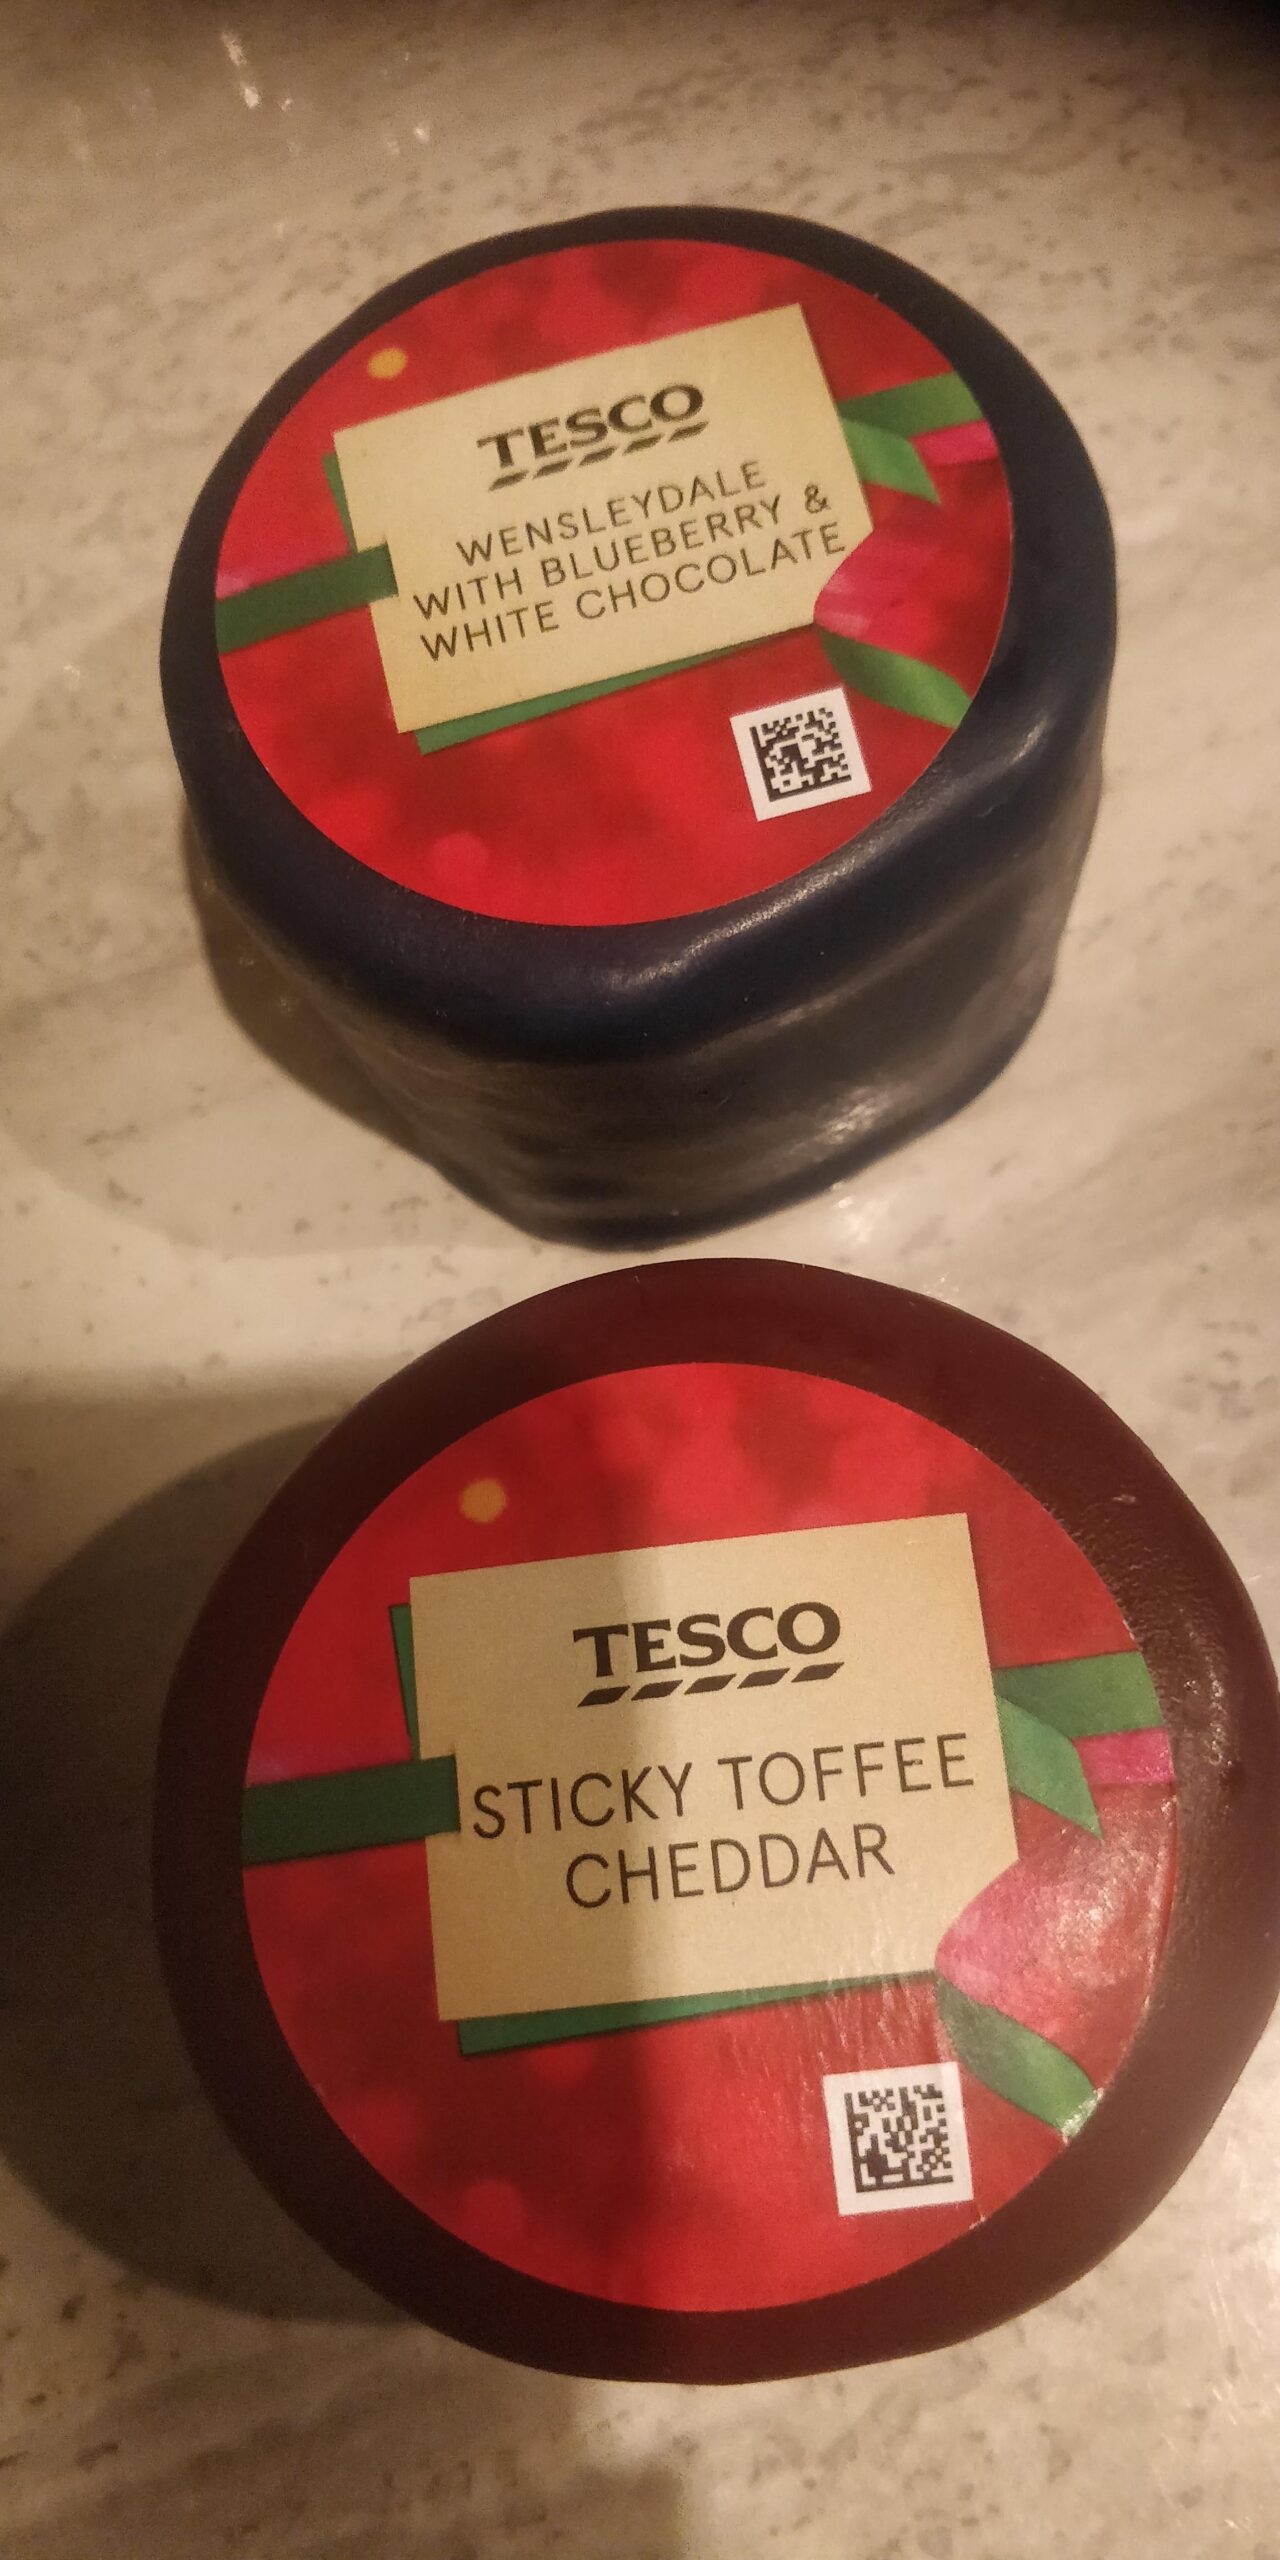 TESCO
WENSLEYDALE
WITH BLUEBERRY &
WHITE CHOCOLATE
TESCO
STICKY TOFFEE
CHEDDAR